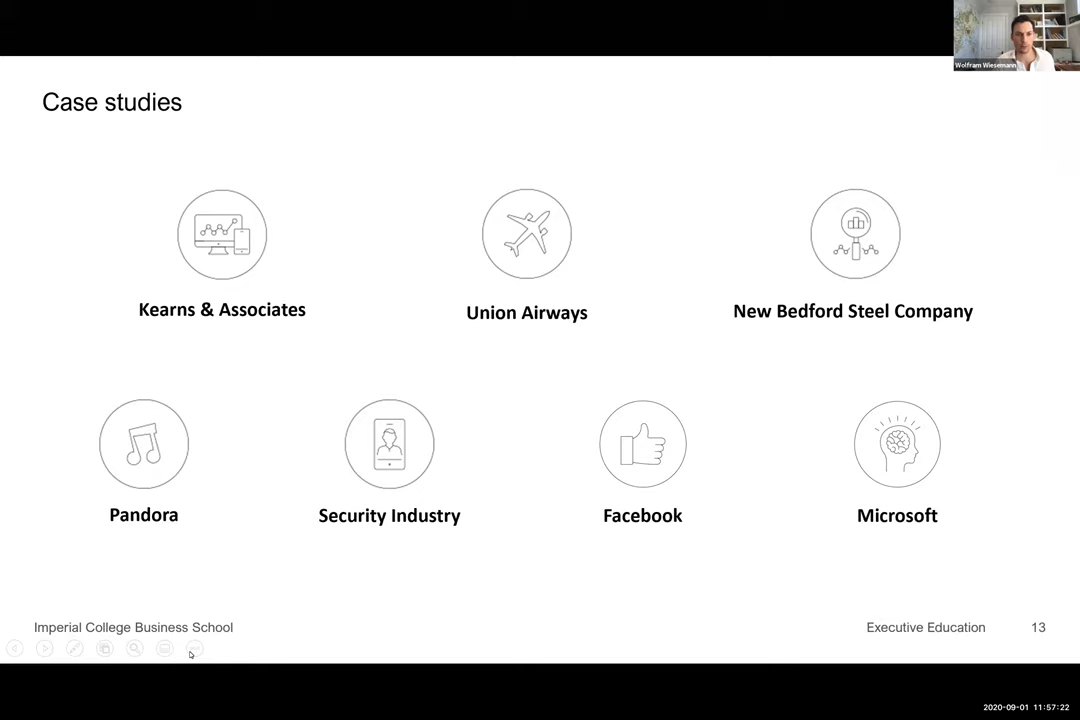 Wolfram Wiesemann
Case studies
Kearns & Associates
Union Airways
New Bedford Steel Company
Pandora
Security Industry
Facebook
Microsoft
Imperial College Business School
Executive Education
13
2020-09-01 11:57:22